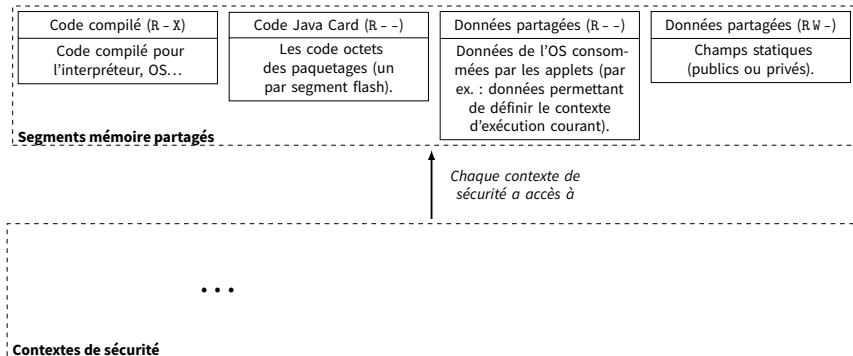 Code compilé (R – X)
Code compilé pour
l'interpréteur, OS…
Code Java Card (R - -)
Les code octets
des paquetages (un
par segment flash).
Données partagées (R - -)
Données de l'OS consom-
mées par les applets (par
ex. : données permettant
de définir le contexte
d'exécution courant).
Données partagées (R W -)
Champs statiques
(publics ou privés).
Segments mémoire partagés
Chaque contexte de
sécurité a accès à
...
Contextes de sécurité